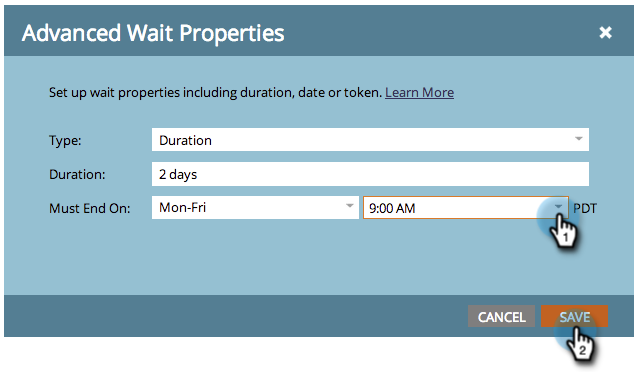 Advanced Wait Properties
Set up wait properties including duration, date or token. Learn More
Type: Duration
Duration: 2 days
Must End On: Mon-Fri 9:00 AM PDT
1
CANCEL SAVE
2